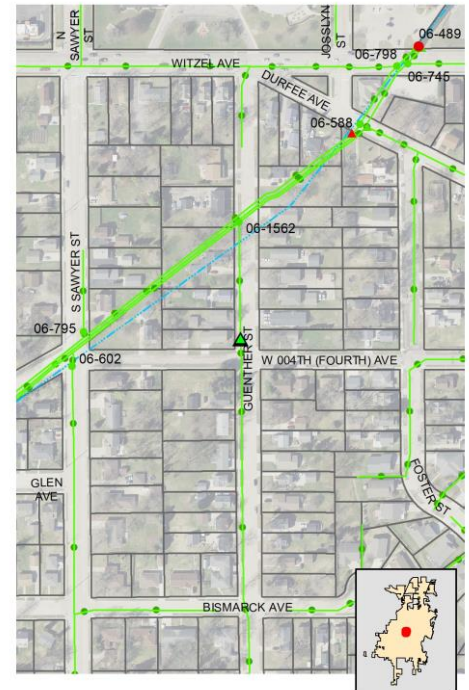 N
SAWYER
ST
JOSSLYN
ST
06-489
06-798
WITZEL AVE
06-745
DURFEE AVE
06-588
06-1562
S SAWYER ST
06-795
06-602
GUENTHER ST
W 004TH (FOURTH) AVE
GLEN
AVE
FOSTER ST
BISMARCK AVE